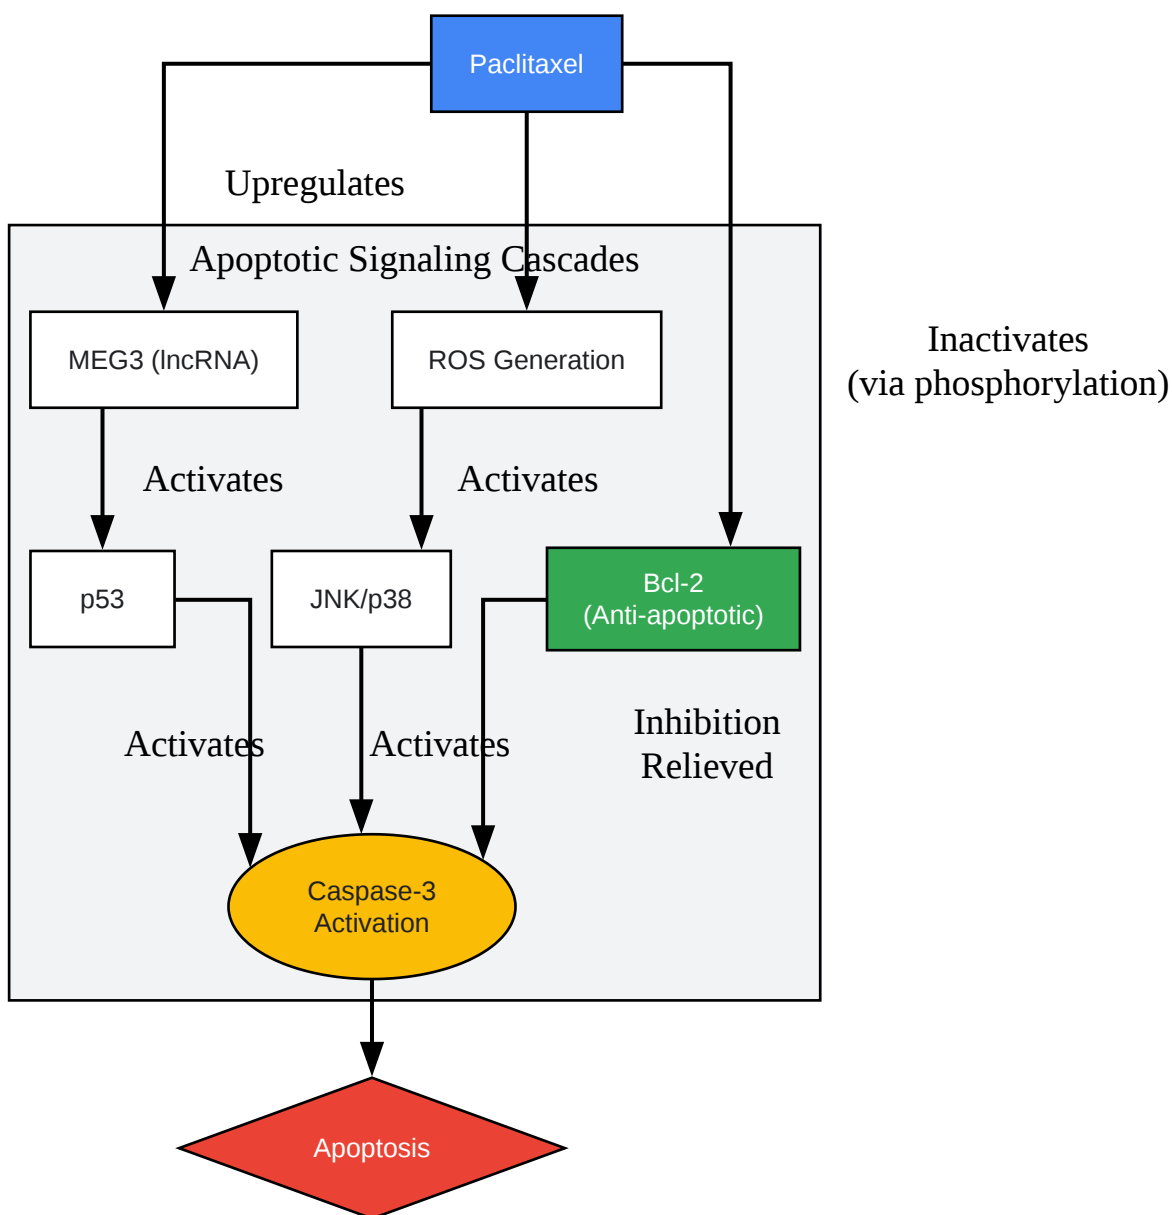 Paclitaxel
Upregulates
Apoptotic Signaling Cascades
MEG3 (lncRNA)
ROS Generation
Inactivates
(via phosphorylation)
Activates
Activates
p53
JNK/p38
Bcl-2
(Anti-apoptotic)
Activates
Activates
Inhibition
Relieved
Caspase-3
Activation
Apoptosis